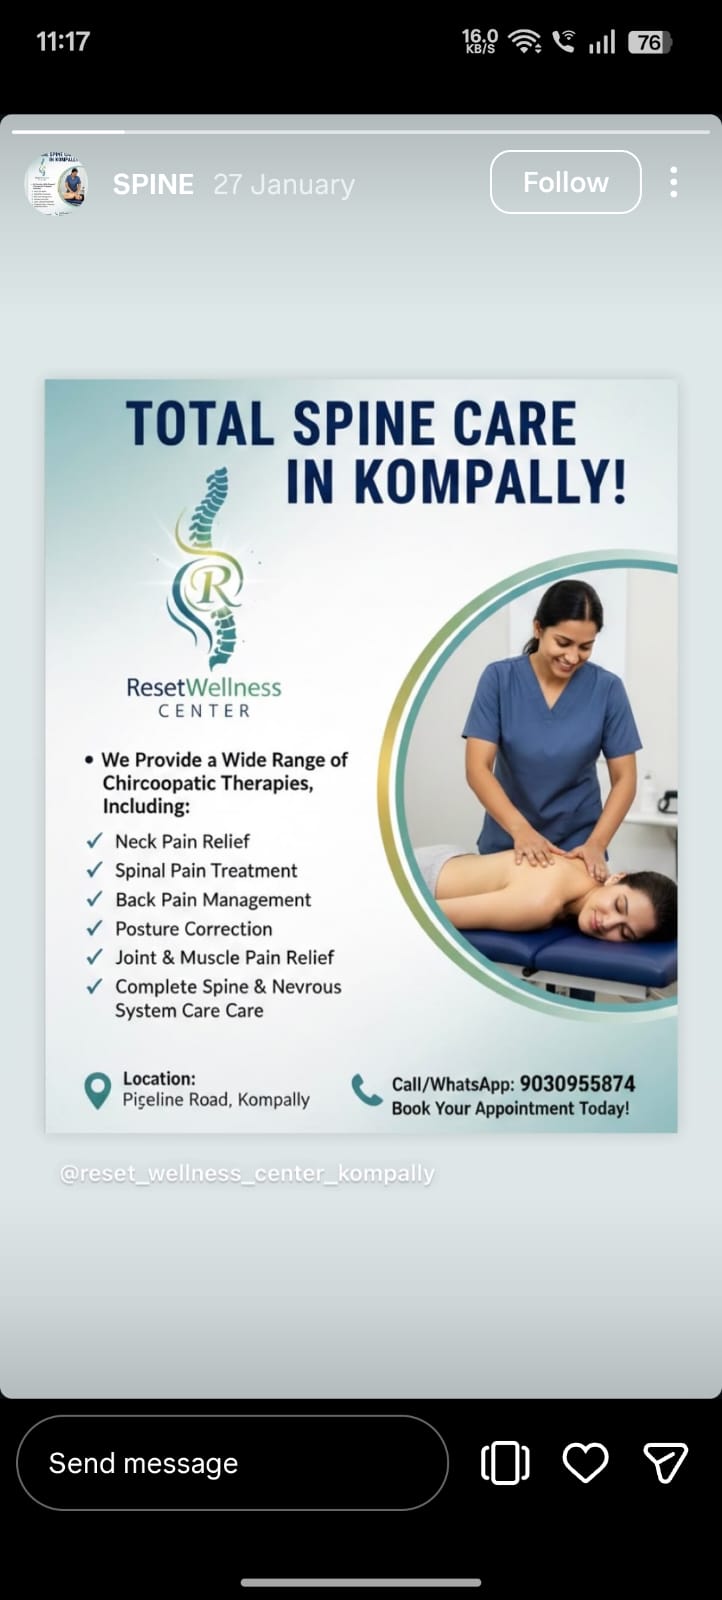 11:17
16.0
KB/S
76
SPINE 27 January
Follow
TOTAL SPINE CARE
IN KOMPALLY!
R
ResetWellness
CENTER
• We Provide a Wide Range of
Chircoopatic Therapies,
Including:
✓ Neck Pain Relief
✓ Spinal Pain Treatment
✓ Back Pain Management
✓ Posture Correction
✓ Joint & Muscle Pain Relief
✓ Complete Spine & Nevrous
System Care Care
Location:
Piçeline Road, Kompally
Call/WhatsApp: 9030955874
Book Your Appointment Today!
@reset_wellness_center_kompally
Send message